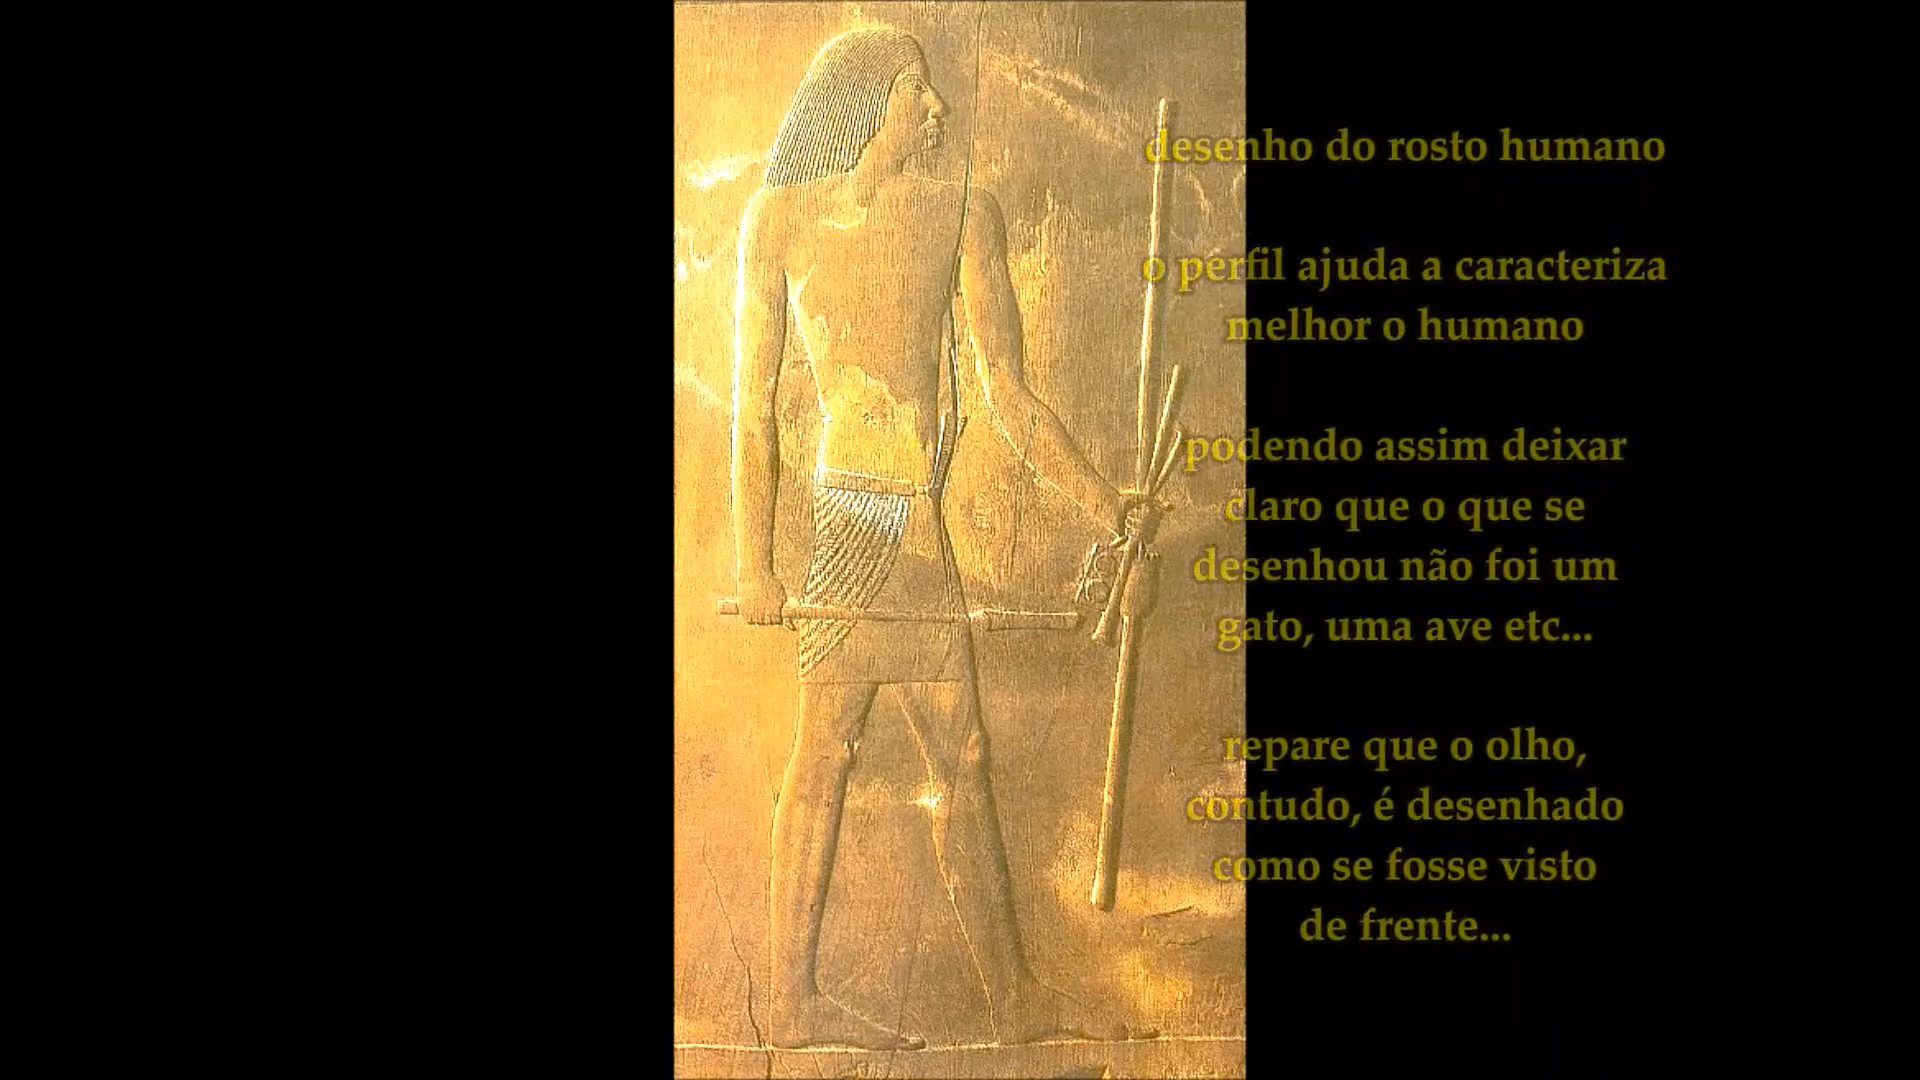 desenho do rosto humano
o perfil ajuda a caracteriza
melhor o humano
podendo assim deixar
claro que o que se
desenhou não foi um
gato, uma ave etc...
repare que o olho,
contudo, é desenhado
como se fosse visto
de frente...